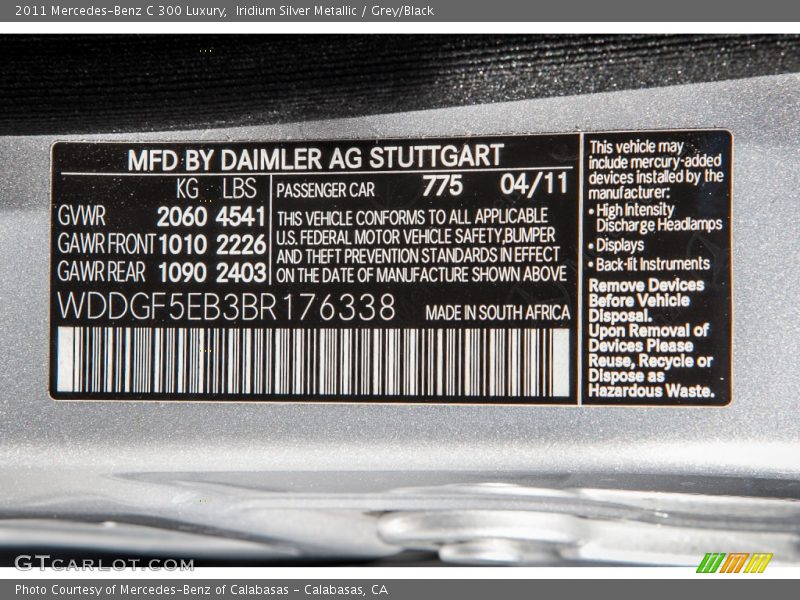 2011 Mercedes-Benz C 300 Luxury, Iridium Silver Metallic / Grey/Black
MFD BY DAIMLER AG STUTTGART
KG LBS
GVWR 2060 4541
GAWR FRONT 1010 2226
GAWR REAR 1090 2403
PASSENGER CAR 775 04/11
THIS VEHICLE CONFORMS TO ALL APPLICABLE
U.S. FEDERAL MOTOR VEHICLE SAFETY,BUMPER
AND THEFT PREVENTION STANDARDS IN EFFECT
ON THE DATE OF MANUFACTURE SHOWN ABOVE
WDDGF5EB3BR176338 MADE IN SOUTH AFRICA
This vehicle may
include mercury-added
devices installed by the
manufacturer:
• High Intensity
Discharge Headlamps
• Displays
• Back-lit Instruments
Remove Devices
Before Vehicle
Disposal.
Upon Removal of
Devices Please
Reuse, Recycle or
Dispose as
Hazardous Waste.
GTCARLOT.COM
Photo Courtesy of Mercedes-Benz of Calabasas - Calabasas, CA